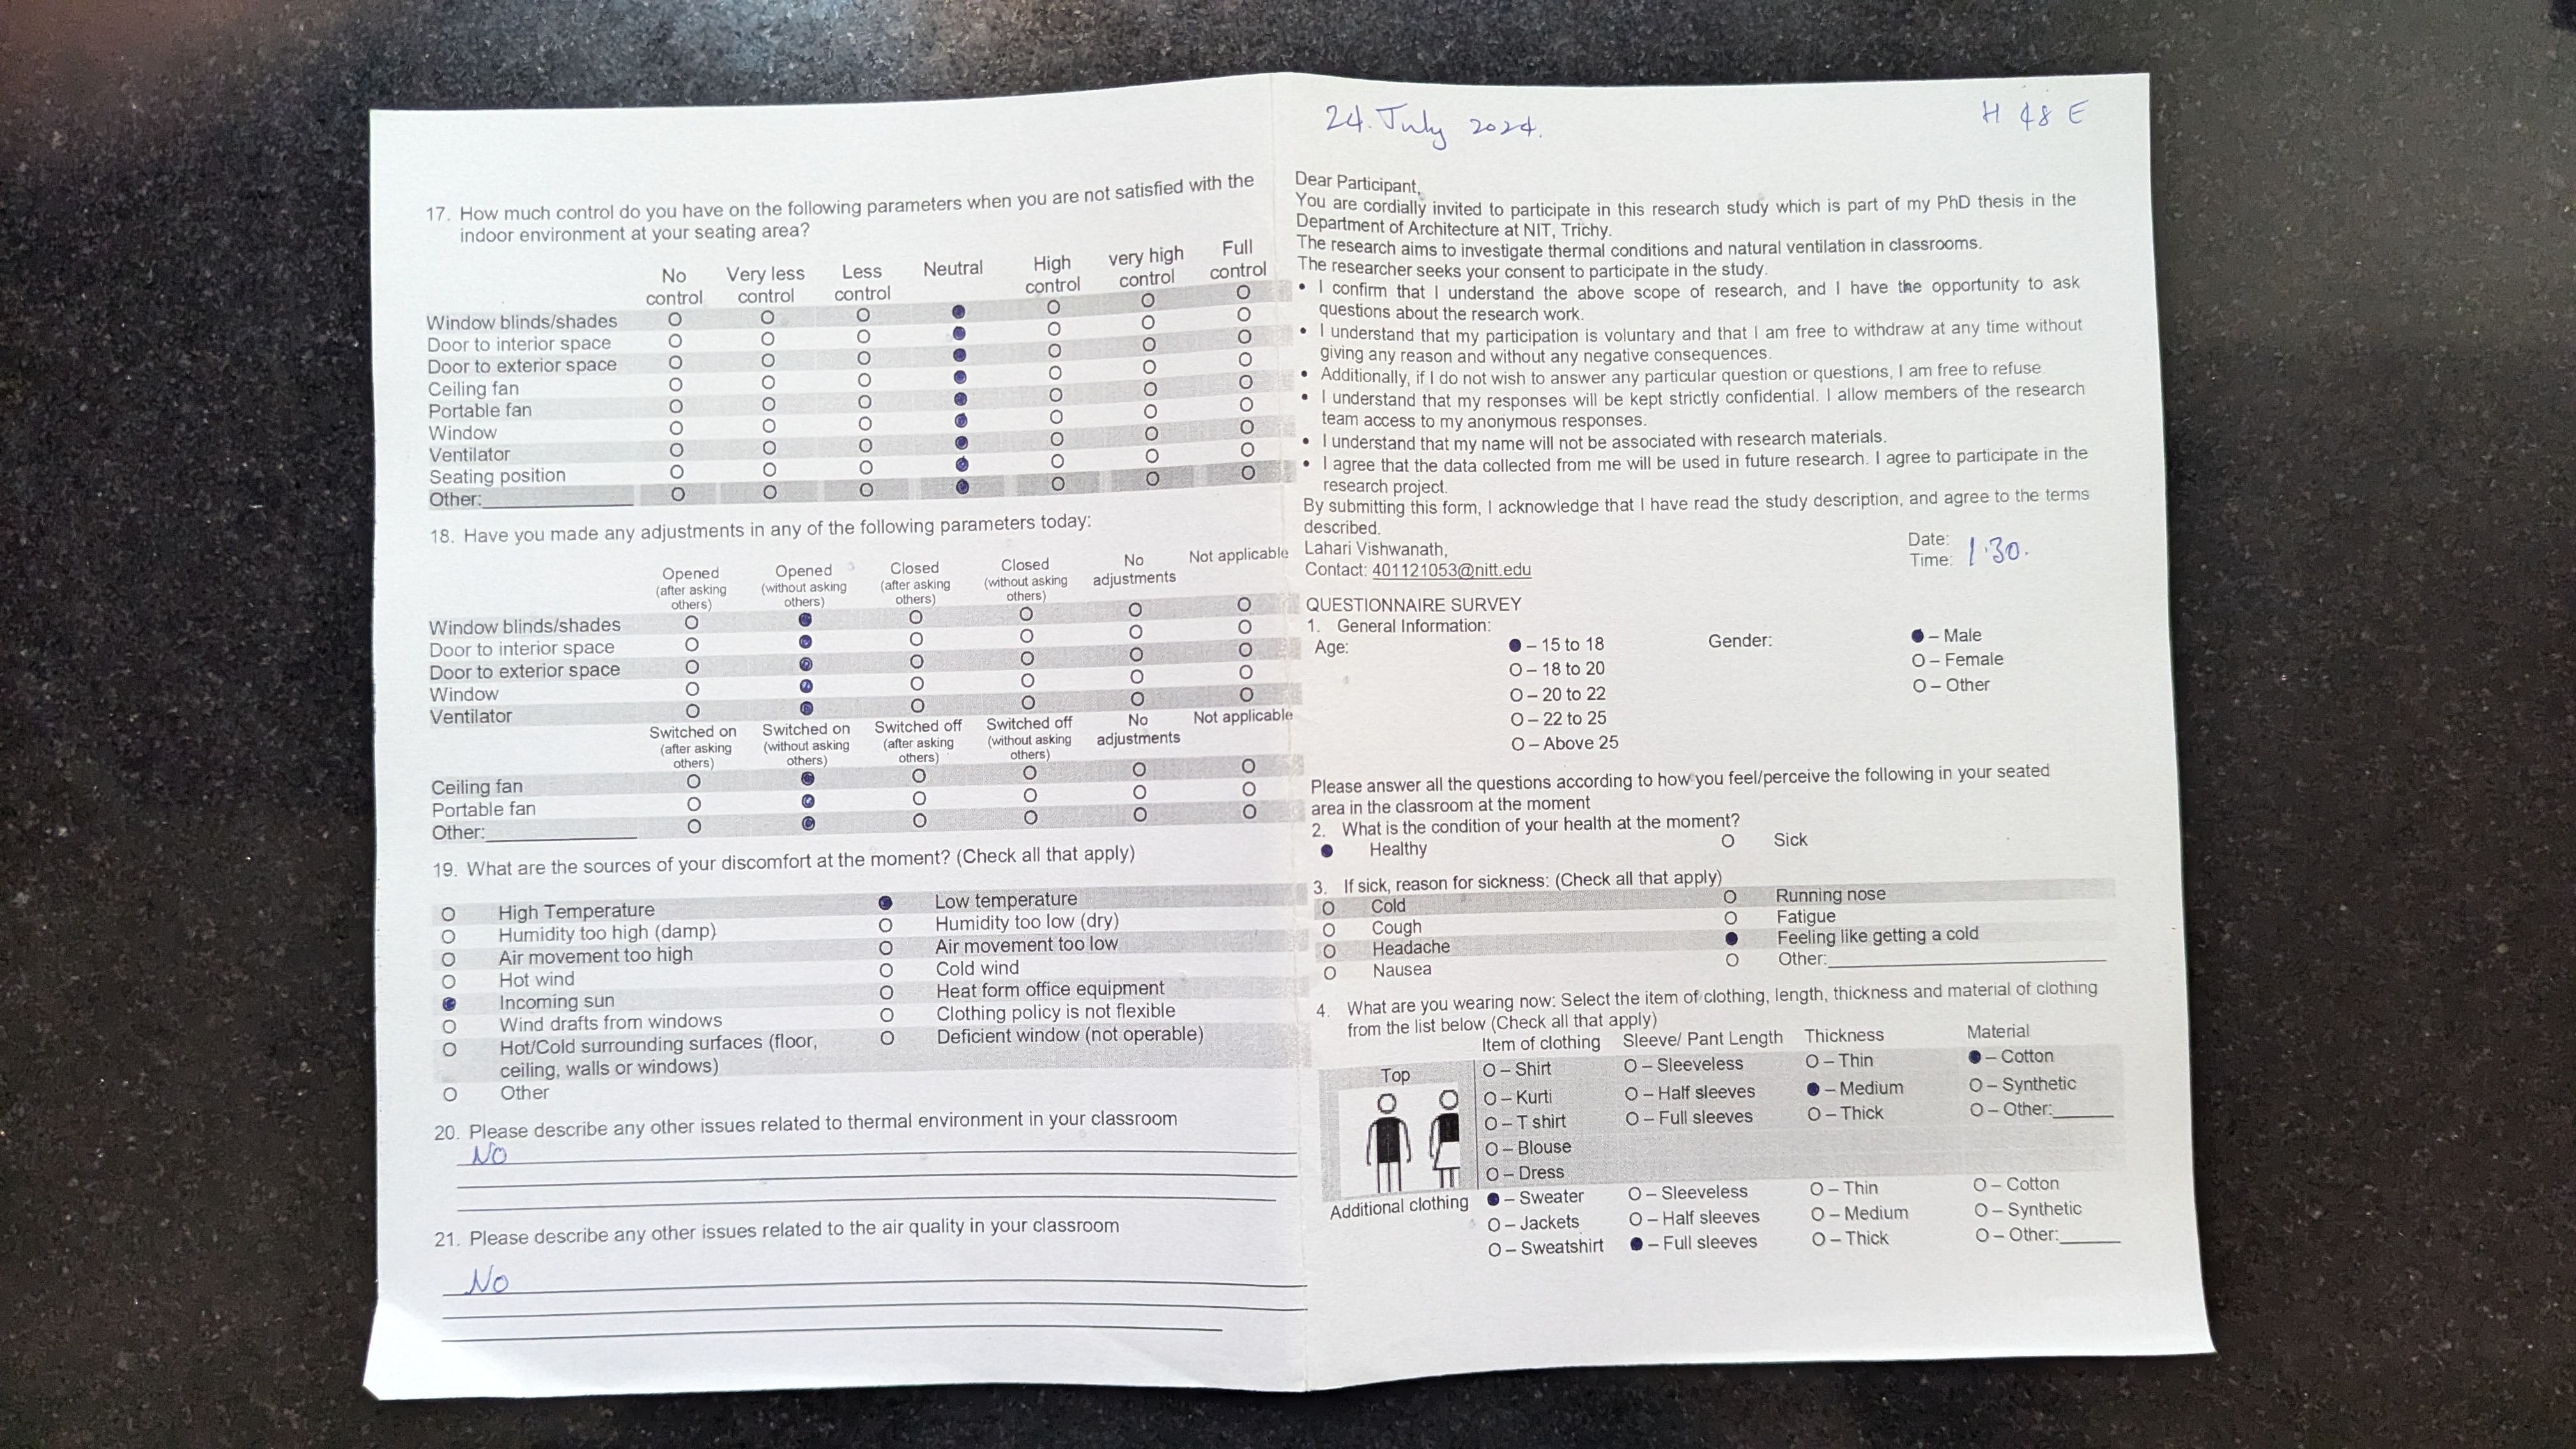 17. How much control do you have on the following parameters when you are not satisfied with the
indoor environment at your seating area?
No control Very less control Less control Neutral High control very high control Full control
Window blinds/shades
Door to interior space
Door to exterior space
Ceiling fan
Portable fan
Window
Ventilator
Seating position
Other:
18. Have you made any adjustments in any of the following parameters today:
Opened (after asking others) Opened (without asking others) Closed (after asking others) Closed (without asking others) No adjustments Not applicable
Window blinds/shades
Door to interior space
Door to exterior space
Window
Ventilator
Switched on (after asking others) Switched on (without asking others) Switched off (after asking others) Switched off (without asking others) No adjustments Not applicable
Ceiling fan
Portable fan
Other:
19. What are the sources of your discomfort at the moment? (Check all that apply)
High Temperature Low temperature
Humidity too high (damp) Humidity too low (dry)
Air movement too high Air movement too low
Hot wind Cold wind
Incoming sun Heat form office equipment
Wind drafts from windows Clothing policy is not flexible
Hot/Cold surrounding surfaces (floor, Deficient window (not operable)
ceiling, walls or windows)
Other
20. Please describe any other issues related to thermal environment in your classroom
No
21. Please describe any other issues related to the air quality in your classroom
No
24. July 2024. H 48 E
Dear Participant,
You are cordially invited to participate in this research study which is part of my PhD thesis in the
Department of Architecture at NIT, Trichy.
The research aims to investigate thermal conditions and natural ventilation in classrooms.
The researcher seeks your consent to participate in the study.
• I confirm that I understand the above scope of research, and I have the opportunity to ask
questions about the research work.
• I understand that my participation is voluntary and that I am free to withdraw at any time without
giving any reason and without any negative consequences.
• Additionally, if I do not wish to answer any particular question or questions, I am free to refuse.
• I understand that my responses will be kept strictly confidential. I allow members of the research
team access to my anonymous responses.
• I understand that my name will not be associated with research materials.
• I agree that the data collected from me will be used in future research. I agree to participate in the
research project.
By submitting this form, I acknowledge that I have read the study description, and agree to the terms
described.
Lahari Vishwanath, Date:
Contact: 401121053@nitt.edu Time: 1.30.
QUESTIONNAIRE SURVEY
1. General Information:
Age: – 15 to 18 Gender: – Male
O – 18 to 20 O – Female
O – 20 to 22 O – Other
O – 22 to 25
O – Above 25
Please answer all the questions according to how you feel/perceive the following in your seated
area in the classroom at the moment
2. What is the condition of your health at the moment?
Healthy Sick
3. If sick, reason for sickness: (Check all that apply)
Cold Running nose
Cough Fatigue
Headache Feeling like getting a cold
Nausea Other:
4. What are you wearing now: Select the item of clothing, length, thickness and material of clothing
from the list below (Check all that apply)
Item of clothing Sleeve/ Pant Length Thickness Material
Top O – Shirt O – Sleeveless O – Thin – Cotton
O – Kurti O – Half sleeves – Medium O – Synthetic
O – T shirt O – Full sleeves O – Thick O – Other:
O – Blouse
O – Dress
Additional clothing – Sweater O – Sleeveless O – Thin O – Cotton
O – Jackets O – Half sleeves O – Medium O – Synthetic
O – Sweatshirt – Full sleeves O – Thick O – Other: